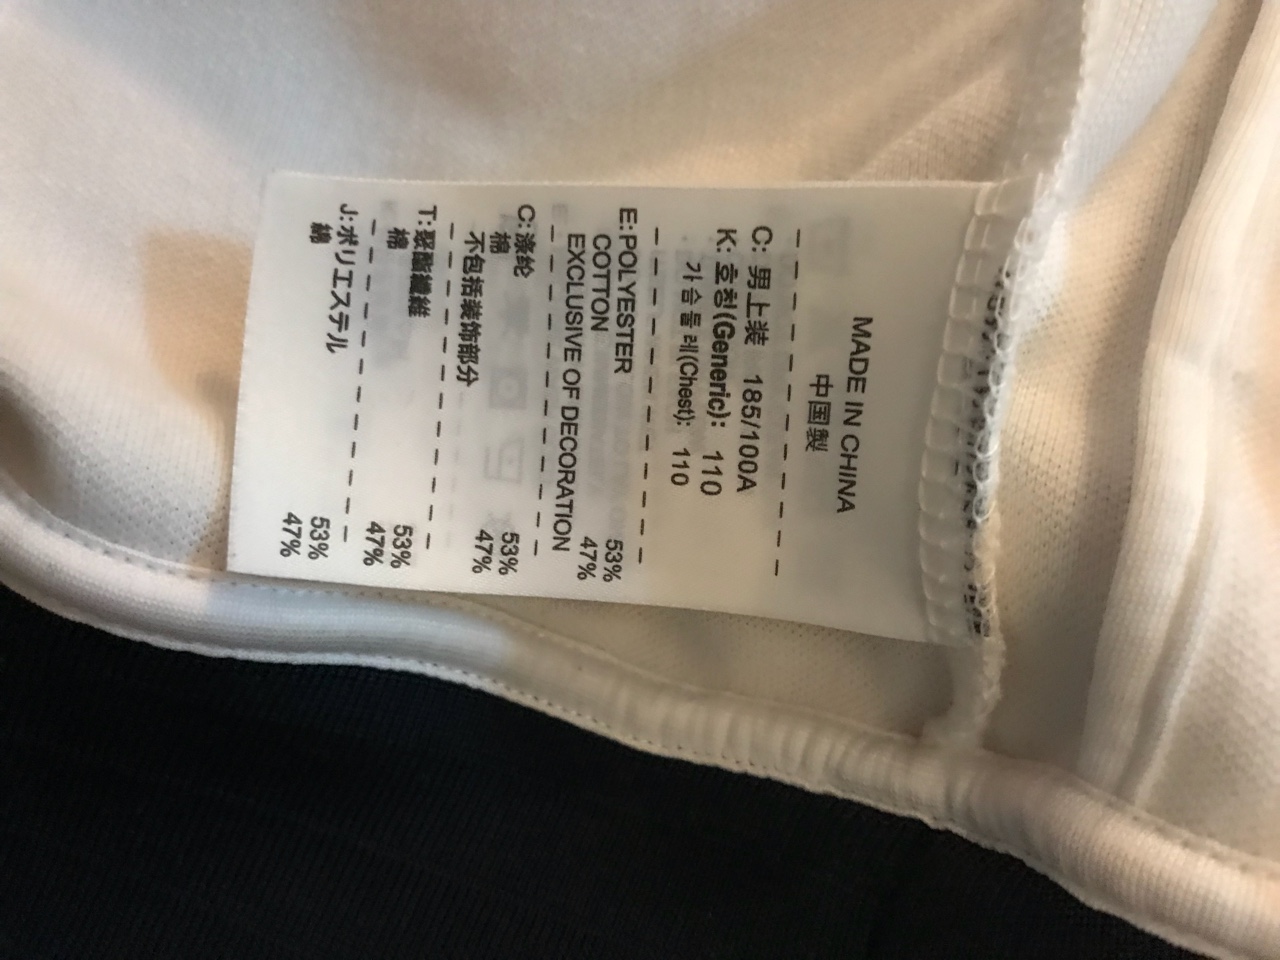 MADE IN CHINA
中国製
C: 男上装 185/100A
K: 호칭(Generic): 110
가슴둘레(Chest): 110
E: POLYESTER 53%
COTTON 47%
EXCLUSIVE OF DECORATION
C: 涤纶 53%
棉 47%
不包括装饰部分
T: 聚酯纖維 53%
棉 47%
J: ポリエステル 53%
綿 47%